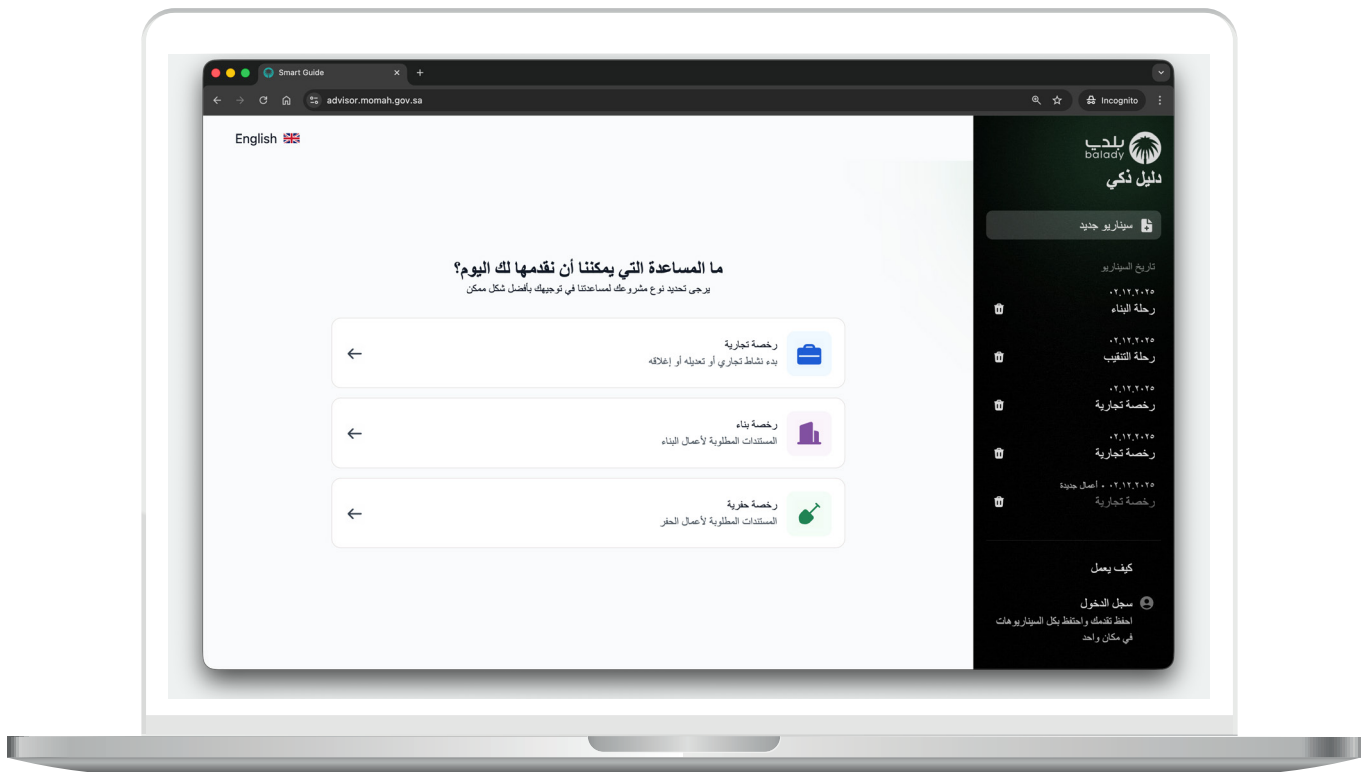 Smart Guide
advisor.momah.gov.sa
Incognito
English
بلدي
balady
دليل ذكي
سيناريو جديد
تاريخ السيناريو
٠٢,١٢,٢٠٢٥
رحلة البناء
٠٢,١٢,٢٠٢٥
رحلة التنقيب
٠٢,١٢,٢٠٢٥
رخصة تجارية
٠٢,١٢,٢٠٢٥
رخصة تجارية
٠٢,١٢,٢٠٢٥ • أعمال جديدة
رخصة تجارية
كيف يعمل
سجل الدخول
احفظ تقدمك واحتفظ بكل السيناريوهات
في مكان واحد
ما المساعدة التي يمكننا أن نقدمها لك اليوم؟
يرجى تحديد نوع مشروعك لمساعدتنا في توجيهك بأفضل شكل ممكن
رخصة تجارية
بدء نشاط تجاري أو تعديله أو إغلاقه
رخصة بناء
المستندات المطلوبة لأعمال البناء
رخصة حفرية
المستندات المطلوبة لأعمال الحفر